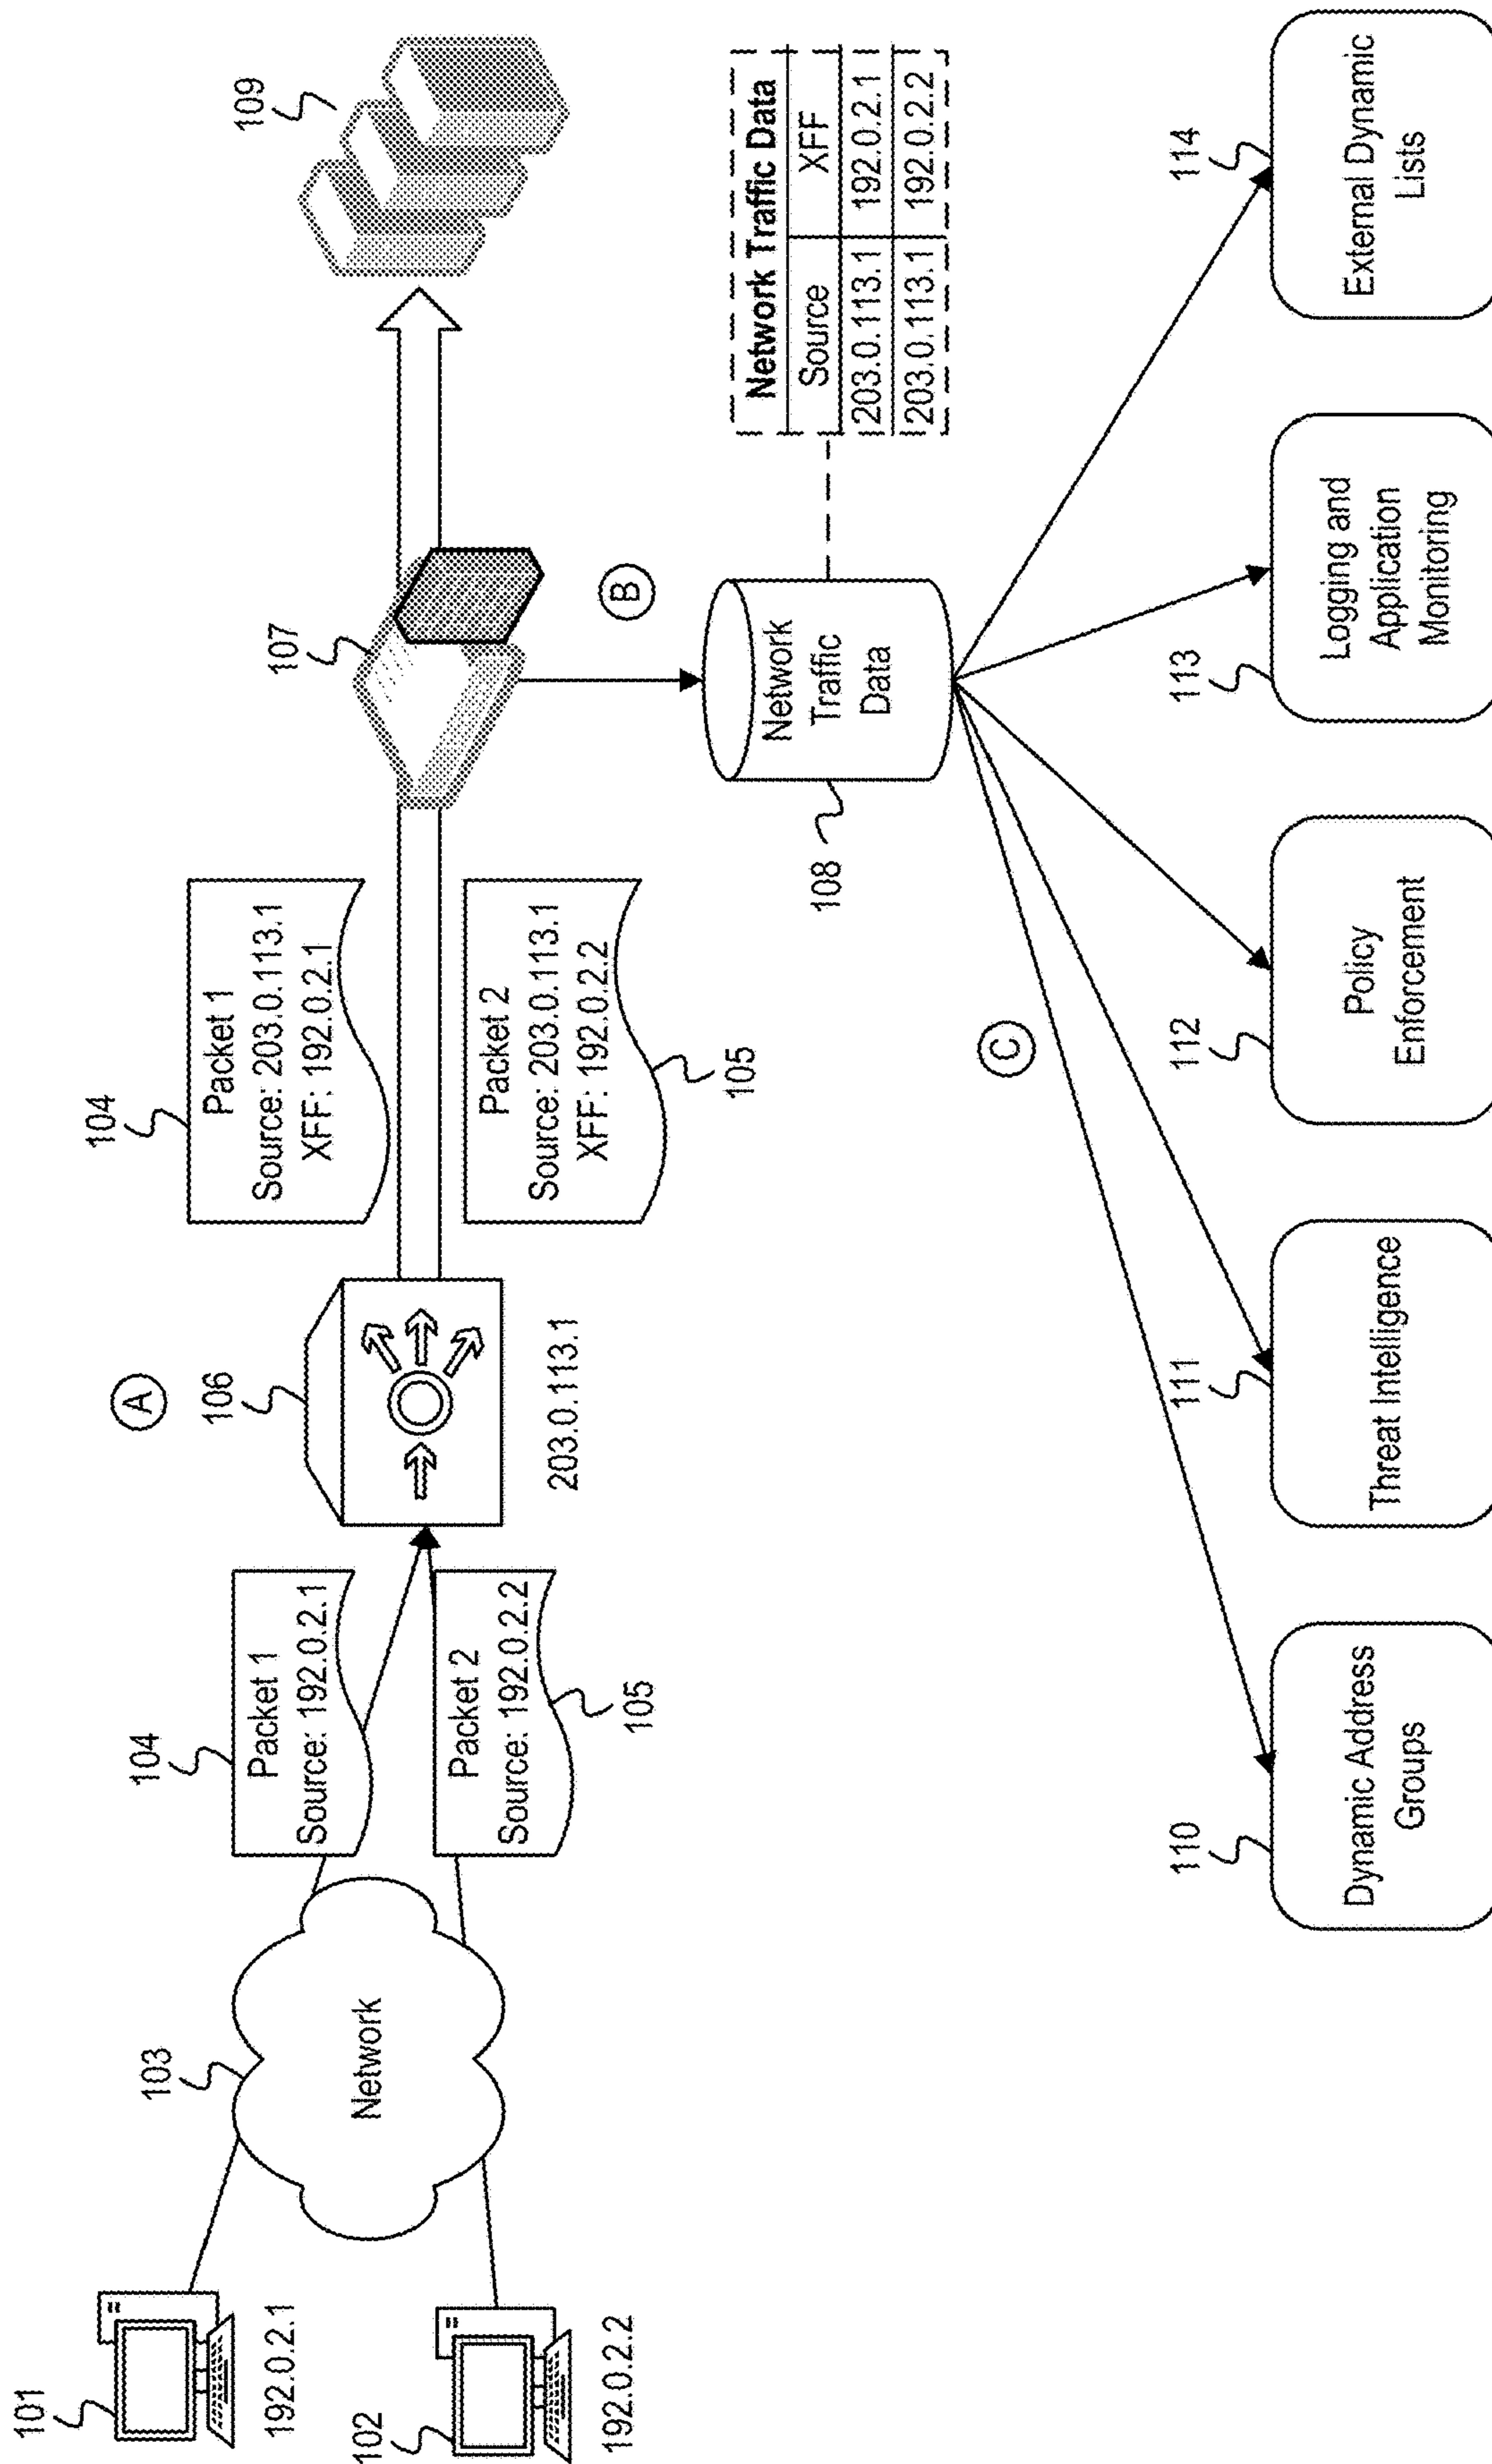 101
192.0.2.1
102
192.0.2.2
103
Network
104
Packet 1
Source: 192.0.2.1
Packet 2
Source: 192.0.2.2
105
A
106
203.0.113.1
104
Packet 1
Source: 203.0.113.1
XFF: 192.0.2.1
Packet 2
Source: 203.0.113.1
XFF: 192.0.2.2
105
107
109
B
108
Network
Traffic
Data
Network Traffic Data
Source XFF
203.0.113.1 192.0.2.1
203.0.113.1 192.0.2.2
C
110
Dynamic Address
Groups
111
Threat Intelligence
112
Policy
Enforcement
113
Logging and
Application
Monitoring
114
External Dynamic
Lists